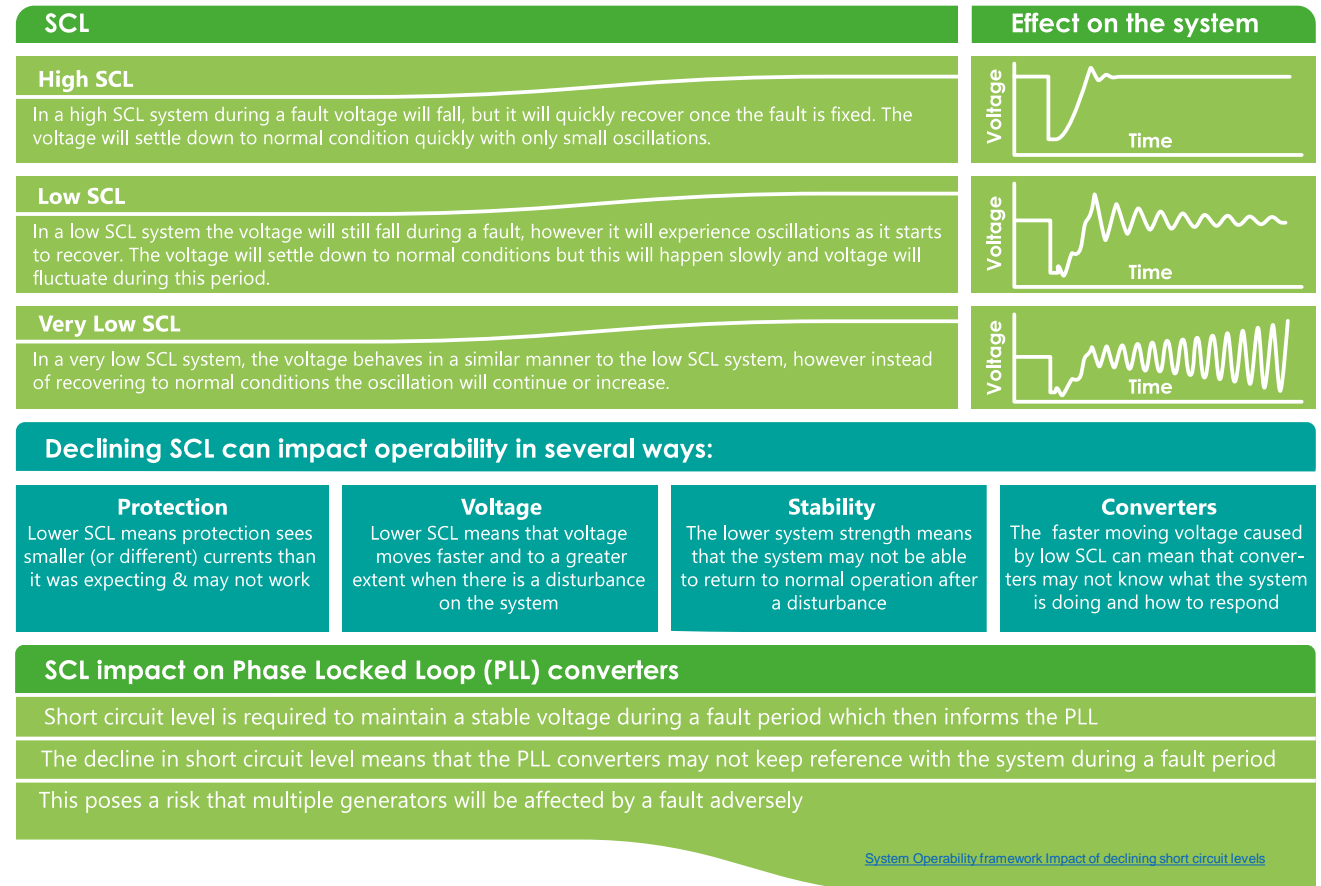 SCL
Effect on the system
High SCL
In a high SCL system during a fault voltage will fall, but it will quickly recover once the fault is fixed. The
voltage will settle down to normal condition quickly with only small oscillations.
Voltage
Time
Low SCL
In a low SCL system the voltage will still fall during a fault, however it will experience oscillations as it starts
to recover. The voltage will settle down to normal conditions but this will happen slowly and voltage will
fluctuate during this period.
Voltage
Time
Very Low SCL
In a very low SCL system, the voltage behaves in a similar manner to the low SCL system, however instead
of recovering to normal conditions the oscillation will continue or increase.
Voltage
Time
Declining SCL can impact operability in several ways:
Protection
Lower SCL means protection sees
smaller (or different) currents than
it was expecting & may not work
Voltage
Lower SCL means that voltage
moves faster and to a greater
extent when there is a disturbance
on the system
Stability
The lower system strength means
that the system may not be able
to return to normal operation after
a disturbance
Converters
The faster moving voltage caused
by low SCL can mean that conver-
ters may not know what the system
is doing and how to respond
SCL impact on Phase Locked Loop (PLL) converters
Short circuit level is required to maintain a stable voltage during a fault period which then informs the PLL
The decline in short circuit level means that the PLL converters may not keep reference with the system during a fault period
This poses a risk that multiple generators will be affected by a fault adversely
System Operability framework Impact of declining short circuit levels